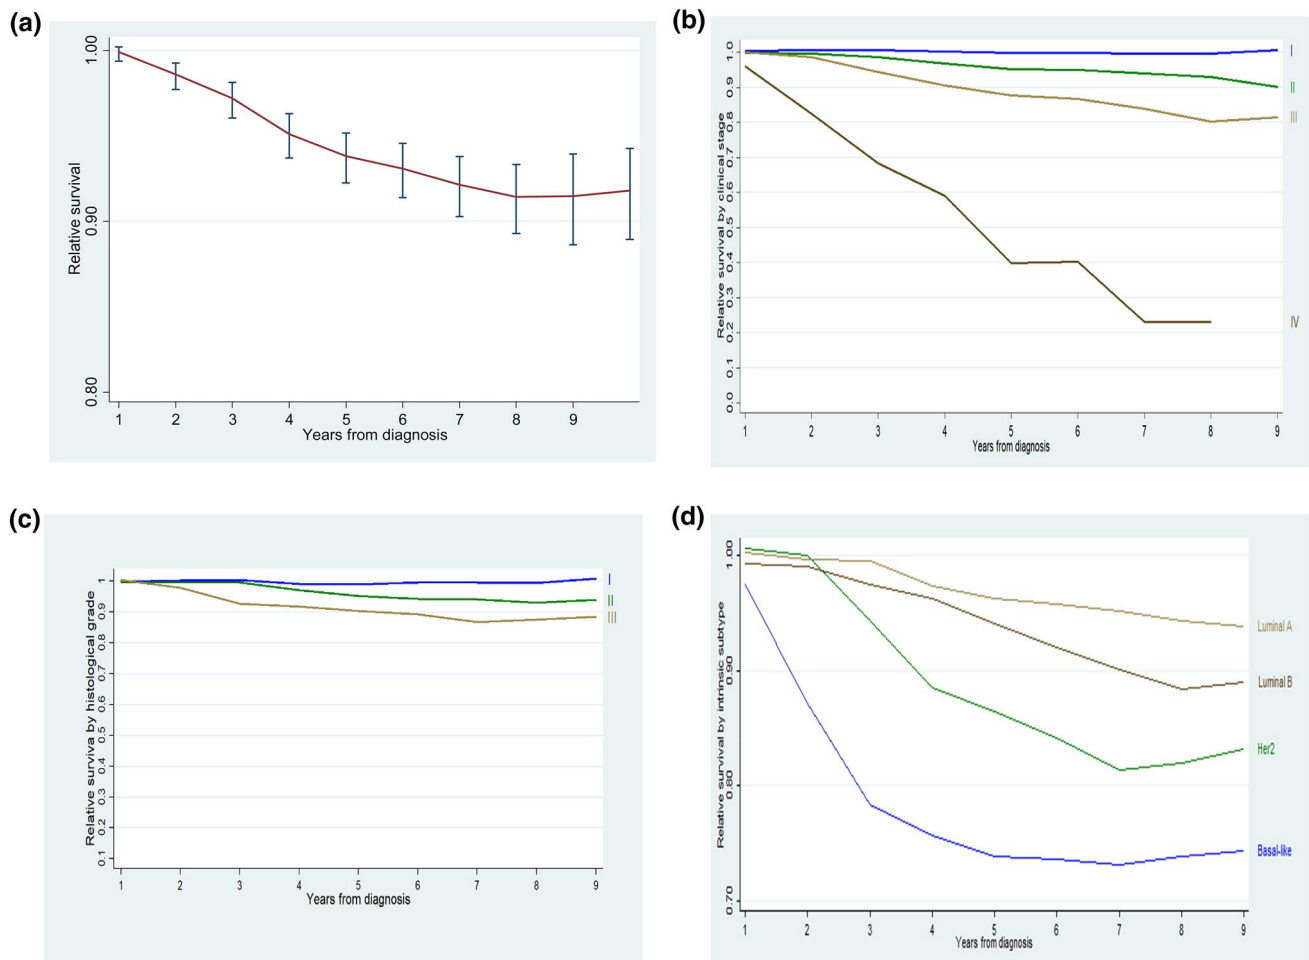 (a)
Relative survival
1.00
0.90
0.80
1 2 3 4 5 6 7 8 9
Years from diagnosis
(b)
Relative survival by clinical stage
1.0
0.9
0.8
0.7
0.6
0.5
0.4
0.3
0.2
0.1
0.0
I
II
III
IV
1 2 3 4 5 6 7 8 9
Years from diagnosis
(c)
Relative surviva by histological grade
1
0.9
0.8
0.7
0.6
0.5
0.4
0.3
0.2
0.1
I
II
III
1 2 3 4 5 6 7 8 9
Years from diagnosis
(d)
Relative survival by intrinsic subtype
1.00
0.90
0.80
0.70
Luminal A
Luminal B
Her2
Basal-like
1 2 3 4 5 6 7 8 9
Years from diagnosis